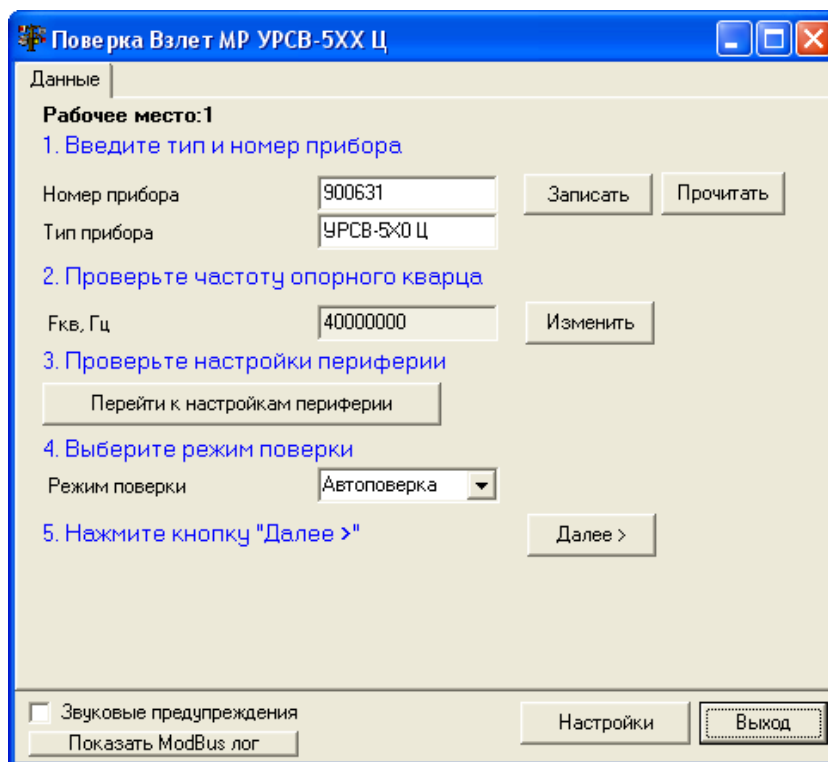 Поверка Взлет МР УРСВ-5ХХ Ц
Данные
Рабочее место:1
1. Введите тип и номер прибора
Номер прибора 900631 Записать Прочитать
Тип прибора УРСВ-5Х0 Ц
2. Проверьте частоту опорного кварца
Fкв, Гц 40000000 Изменить
3. Проверьте настройки периферии
Перейти к настройкам периферии
4. Выберите режим поверки
Режим поверки Автоповерка
5. Нажмите кнопку "Далее >" Далее >
Звуковые предупреждения
Показать ModBus лог Настройки Выход